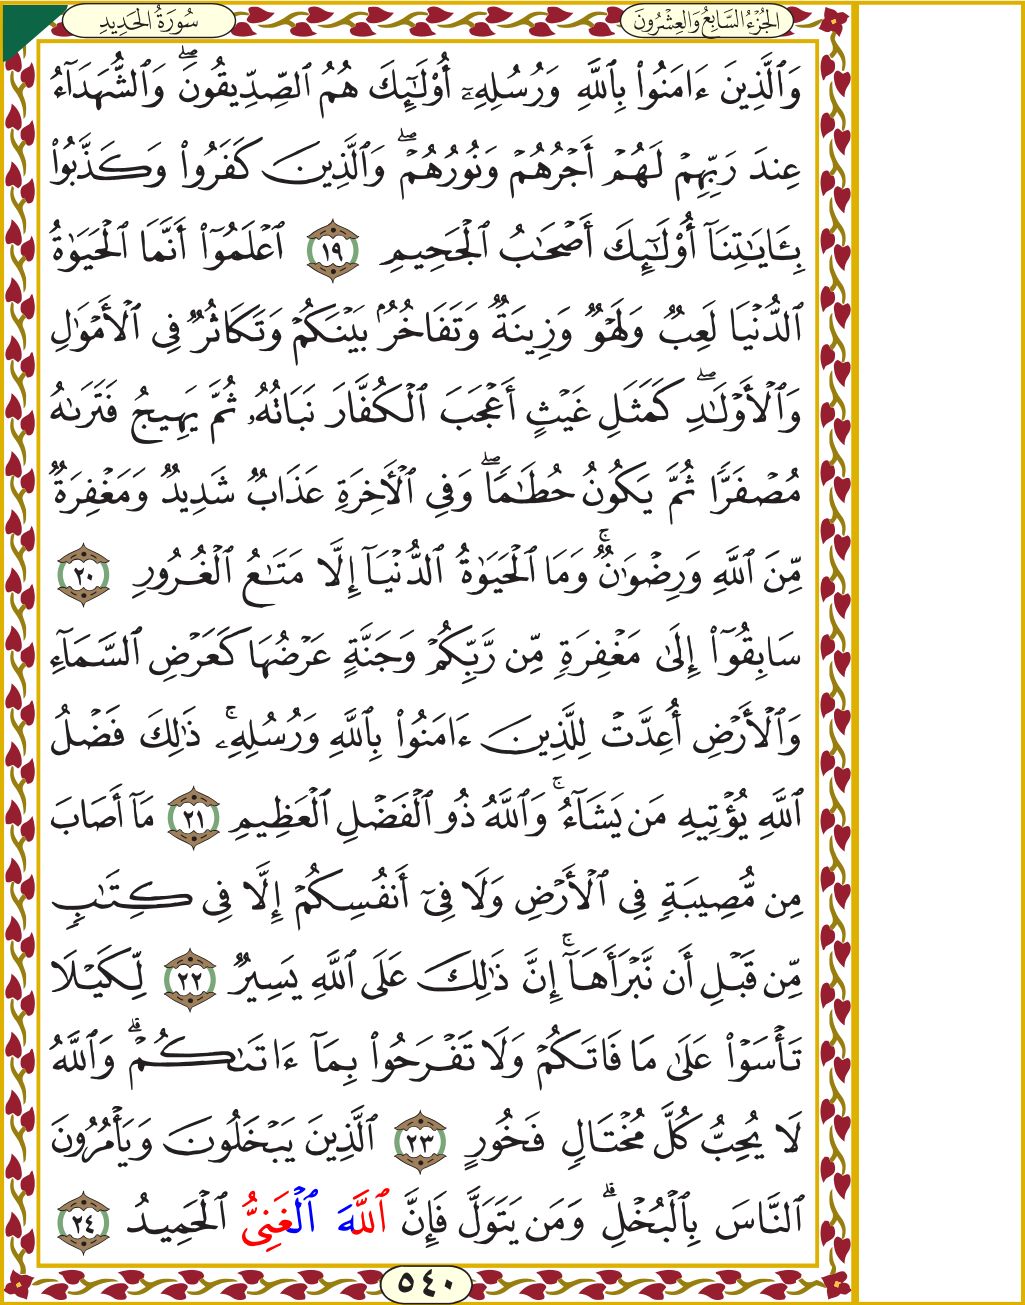 الجُزْءُ السَّابِعُ وَالعِشْرُونَ
سُورَةُ الحَدِيدِ
وَٱلَّذِينَ ءَامَنُوا۟ بِٱللَّهِ وَرُسُلِهِۦٓ أُو۟لَٰٓئِكَ هُمُ ٱلصِّدِّيقُونَۖ وَٱلشُّهَدَآءُ
عِندَ رَبِّهِمْ لَهُمْ أَجْرُهُمْ وَنُورُهُمْۖ وَٱلَّذِينَ كَفَرُوا۟ وَكَذَّبُوا۟
بِـَٔايَٰتِنَآ أُو۟لَٰٓئِكَ أَصْحَٰبُ ٱلْجَحِيمِ ١٩ ٱعْلَمُوٓا۟ أَنَّمَا ٱلْحَيَوٰةُ
ٱلدُّنْيَا لَعِبٌ وَلَهْوٌ وَزِينَةٌ وَتَفَاخُرٌۢ بَيْنَكُمْ وَتَكَاثُرٌ فِى ٱلْأَمْوَٰلِ
وَٱلْأَوْلَٰدِۖ كَمَثَلِ غَيْثٍ أَعْجَبَ ٱلْكُفَّارَ نَبَاتُهُۥ ثُمَّ يَهِيجُ فَتَرَىٰهُ
مُصْفَرًّا ثُمَّ يَكُونُ حُطَٰمًاۖ وَفِى ٱلْأَخِرَةِ عَذَابٌ شَدِيدٌ وَمَغْفِرَةٌ
مِّنَ ٱللَّهِ وَرِضْوَٰنٌۚ وَمَا ٱلْحَيَوٰةُ ٱلدُّنْيَآ إِلَّا مَتَٰعُ ٱلْغُرُورِ ٢٠
سَابِقُوٓا۟ إِلَىٰ مَغْفِرَةٍ مِّن رَّبِّكُمْ وَجَنَّةٍ عَرْضُهَا كَعَرْضِ ٱلسَّمَآءِ
وَٱلْأَرْضِ أُعِدَّتْ لِلَّذِينَ ءَامَنُوا۟ بِٱللَّهِ وَرُسُلِهِۦۚ ذَٰلِكَ فَضْلُ
ٱللَّهِ يُؤْتِيهِ مَن يَشَآءُۚ وَٱللَّهُ ذُو ٱلْفَضْلِ ٱلْعَظِيمِ ٢١ مَآ أَصَابَ
مِن مُّصِيبَةٍ فِى ٱلْأَرْضِ وَلَا فِىٓ أَنفُسِكُمْ إِلَّا فِى كِتَٰبٍ
مِّن قَبْلِ أَن نَّبْرَأَهَآۚ إِنَّ ذَٰلِكَ عَلَى ٱللَّهِ يَسِيرٌ ٢٢ لِّكَيْلَا
تَأْسَوْا۟ عَلَىٰ مَا فَاتَكُمْ وَلَا تَفْرَحُوا۟ بِمَآ ءَاتَىٰكُمْۗ وَٱللَّهُ
لَا يُحِبُّ كُلَّ مُخْتَالٍ فَخُورٍ ٢٣ ٱلَّذِينَ يَبْخَلُونَ وَيَأْمُرُونَ
ٱلنَّاسَ بِٱلْبُخْلِۗ وَمَن يَتَوَلَّ فَإِنَّ ٱللَّهَ ٱلْغَنِىُّ ٱلْحَمِيدُ ٢٤
٥٤٠